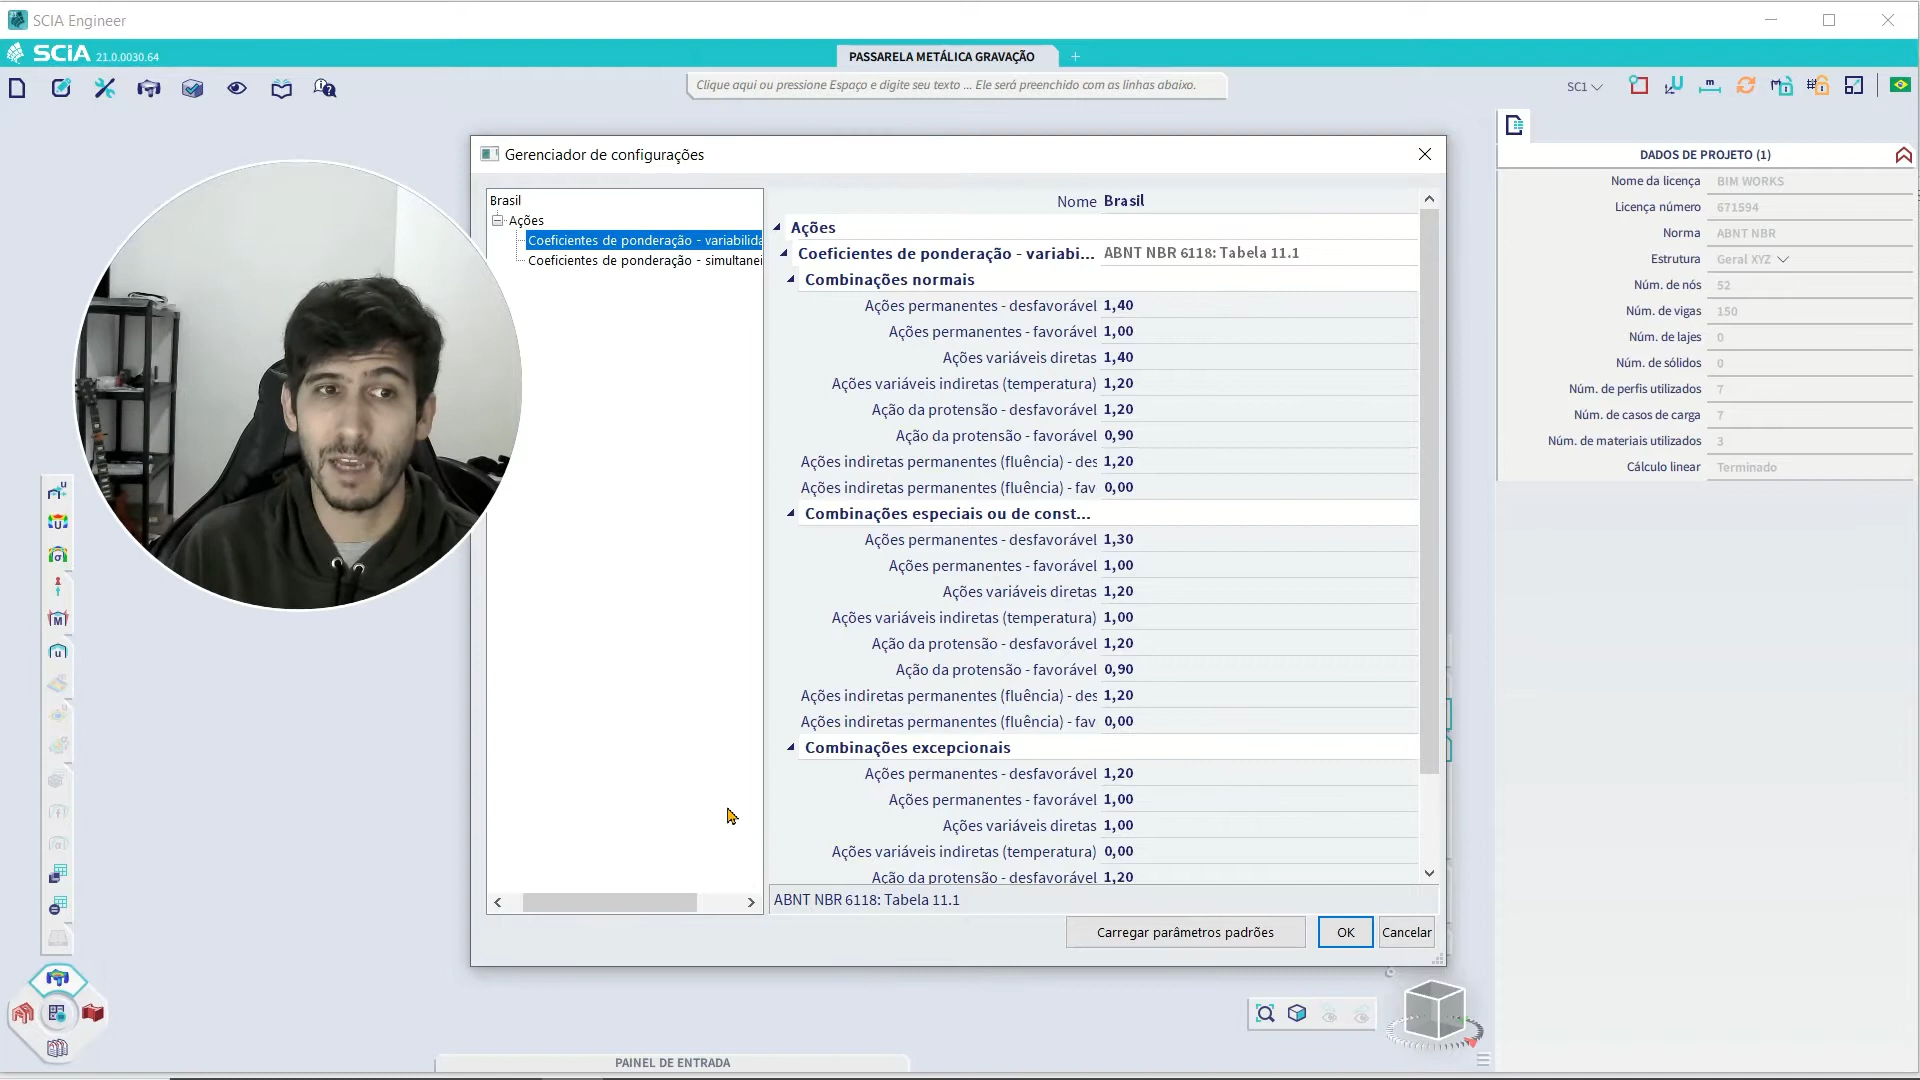 SCIA Engineer
SCiA 21.0.0030.64
PASSARELA METÁLICA GRAVAÇÃO
Clique aqui ou pressione Espaço e digite seu texto ... Ele será preenchido com as linhas abaixo.
SC1
Gerenciador de configurações
Brasil
Ações
Coeficientes de ponderação - variabilida
Coeficientes de ponderação - simultanei
Nome Brasil
Ações
Coeficientes de ponderação - variabi... ABNT NBR 6118: Tabela 11.1
Combinações normais
Ações permanentes - desfavorável 1,40
Ações permanentes - favorável 1,00
Ações variáveis diretas 1,40
Ações variáveis indiretas (temperatura) 1,20
Ação da protensão - desfavorável 1,20
Ação da protensão - favorável 0,90
Ações indiretas permanentes (fluência) - des 1,20
Ações indiretas permanentes (fluência) - fav 0,00
Combinações especiais ou de const...
Ações permanentes - desfavorável 1,30
Ações permanentes - favorável 1,00
Ações variáveis diretas 1,20
Ações variáveis indiretas (temperatura) 1,00
Ação da protensão - desfavorável 1,20
Ação da protensão - favorável 0,90
Ações indiretas permanentes (fluência) - des 1,20
Ações indiretas permanentes (fluência) - fav 0,00
Combinações excepcionais
Ações permanentes - desfavorável 1,20
Ações permanentes - favorável 1,00
Ações variáveis diretas 1,00
Ações variáveis indiretas (temperatura) 0,00
Ação da protensão - desfavorável 1,20
ABNT NBR 6118: Tabela 11.1
Carregar parâmetros padrões
OK
Cancelar
DADOS DE PROJETO (1)
Nome da licença BIM WORKS
Licença número 671594
Norma ABNT NBR
Estrutura Geral XYZ
Núm. de nós 52
Núm. de vigas 150
Núm. de lajes 0
Núm. de sólidos 0
Núm. de perfis utilizados 7
Núm. de casos de carga 7
Núm. de materiais utilizados 3
Cálculo linear Terminado
PAINEL DE ENTRADA